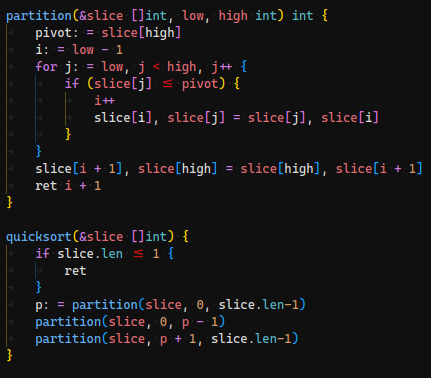 partition(&slice []int, low, high int) int {
    pivot: = slice[high]
    i: = low - 1
    for j: = low, j < high, j++ {
        if (slice[j] ≤ pivot) {
            i++
            slice[i], slice[j] = slice[j], slice[i]
        }
    }
    slice[i + 1], slice[high] = slice[high], slice[i + 1]
    ret i + 1
}

quicksort(&slice []int) {
    if slice.len ≤ 1 {
        ret
    }
    p: = partition(slice, 0, slice.len-1)
    partition(slice, 0, p - 1)
    partition(slice, p + 1, slice.len-1)
}